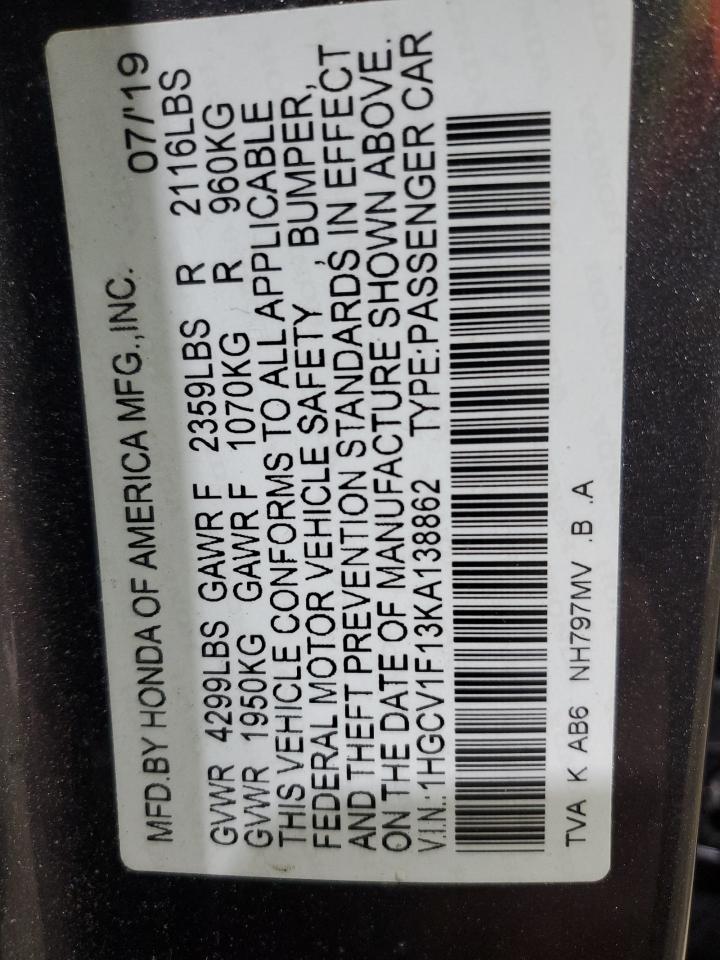 MFD.BY HONDA OF AMERICA MFG.,INC. 07/'19
GVWR 4299LBS GAWR F 2359LBS R 2116LBS
GVWR 1950KG GAWR F 1070KG R 960KG
THIS VEHICLE CONFORMS TO ALL APPLICABLE
FEDERAL MOTOR VEHICLE SAFETY , BUMPER,
AND THEFT PREVENTION STANDARDS IN EFFECT
ON THE DATE OF MANUFACTURE SHOWN ABOVE.
V.I.N.:1HGCV1F13KA138862 TYPE:PASSENGER CAR
TVA K AB6 NH797MV .B .A